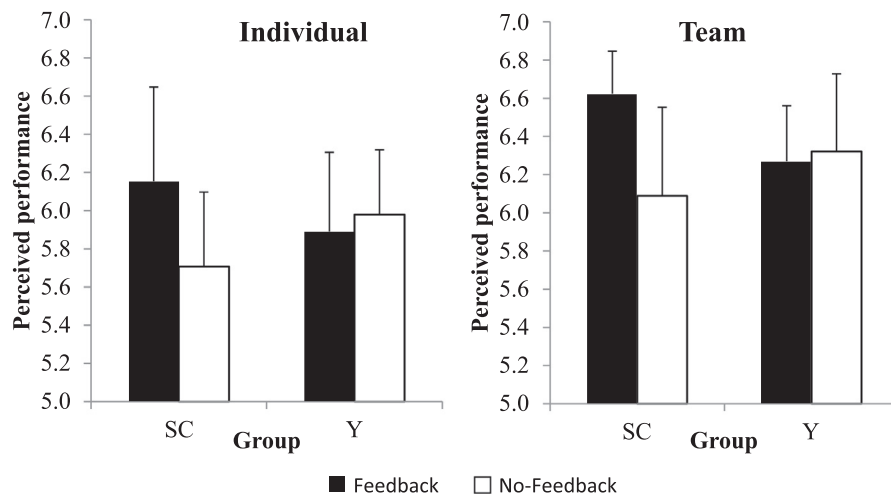 Individual
Perceived performance
7.0
6.8
6.6
6.4
6.2
6.0
5.8
5.6
5.4
5.2
5.0
SC
Y
Group
Team
Perceived performance
7.0
6.8
6.6
6.4
6.2
6.0
5.8
5.6
5.4
5.2
5.0
SC
Y
Group
Feedback No-Feedback